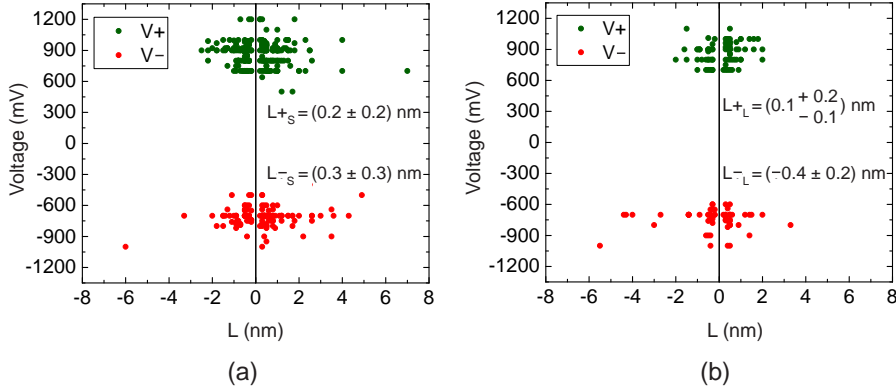 1200
900
600
300
0
-300
-600
-900
-1200
Voltage (mV)
V+
V−
L+S = (0.2 ± 0.2) nm
L−S = (0.3 ± 0.3) nm
-8 -6 -4 -2 0 2 4 6 8
L (nm)
(a)
1200
900
600
300
0
-300
-600
-900
-1200
Voltage (mV)
V+
V−
L+L = (0.1 + 0.2 − 0.1) nm
L−L = (−0.4 ± 0.2) nm
-8 -6 -4 -2 0 2 4 6 8
L (nm)
(b)